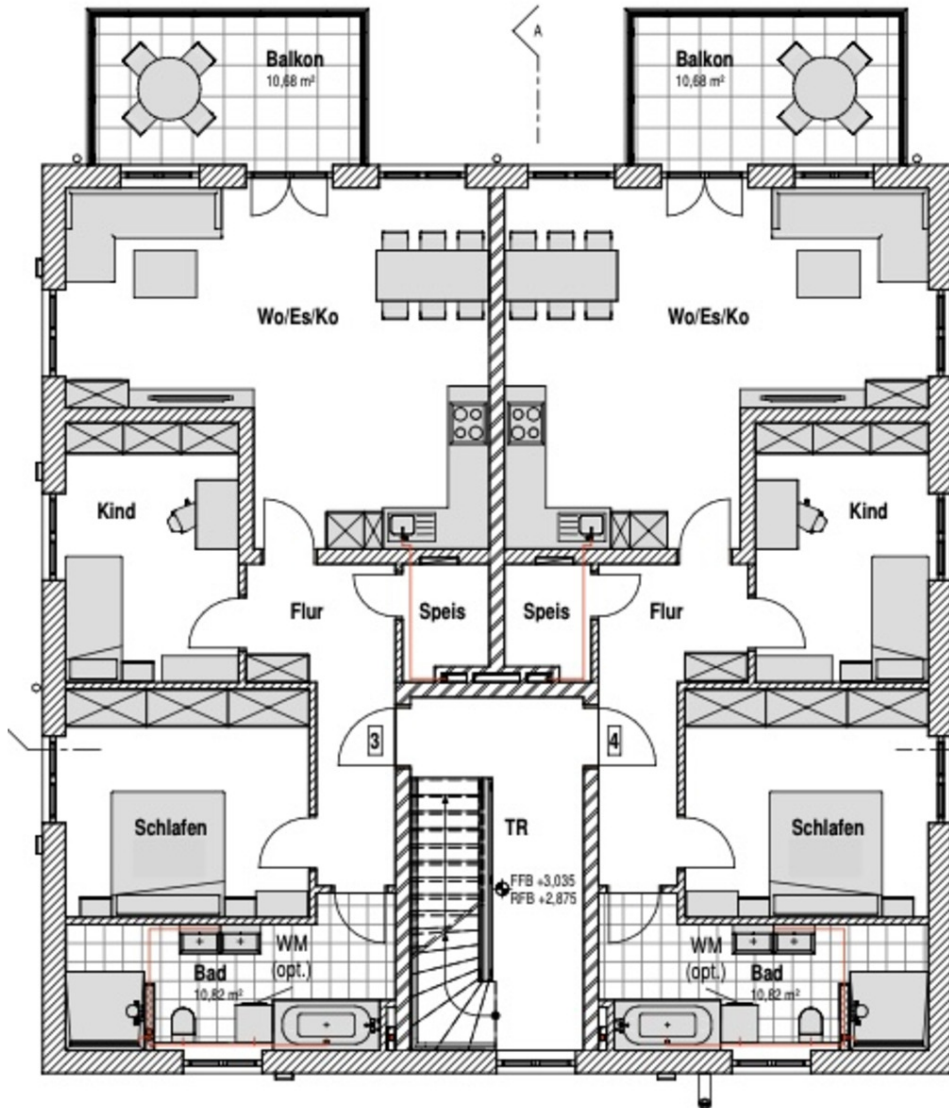 A
Balkon
10,68 m²
Balkon
10,68 m²
Wo/Es/Ko
Wo/Es/Ko
Kind
Kind
Flur
Speis
Speis
Flur
3
4
Schlafen
TR
Schlafen
FFB +3,035
RFB +2,875
WM
(opt.)
Bad
10,82 m²
WM
(opt.)
Bad
10,82 m²